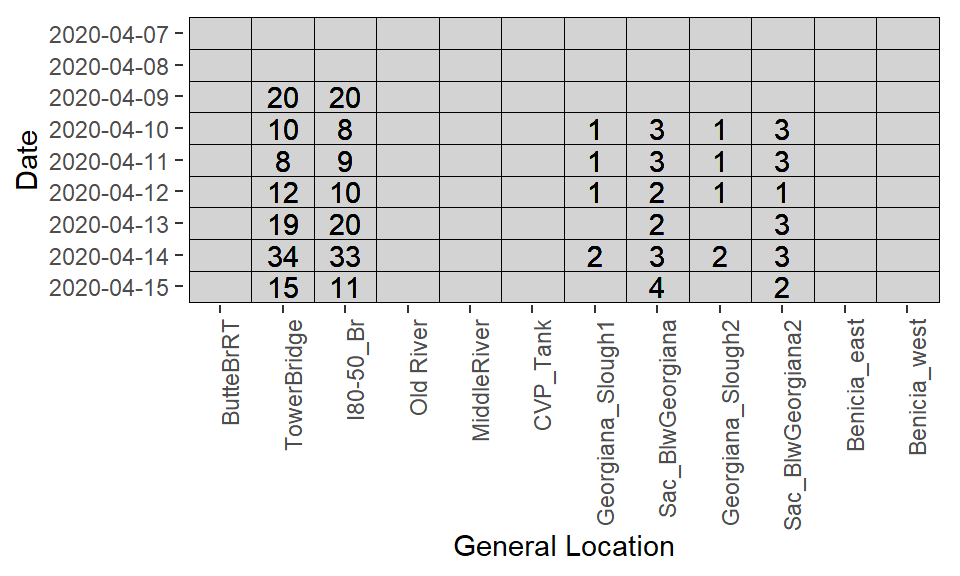 Date
2020-04-07
2020-04-08
2020-04-09 20 20
2020-04-10 10 8 1 3 1 3
2020-04-11 8 9 1 3 1 3
2020-04-12 12 10 1 2 1 1
2020-04-13 19 20 2 3
2020-04-14 34 33 2 3 2 3
2020-04-15 15 11 4 2
ButteBrRT
TowerBridge
I80-50_Br
Old River
MiddleRiver
CVP_Tank
Georgiana_Slough1
Sac_BlwGeorgiana
Georgiana_Slough2
Sac_BlwGeorgiana2
Benicia_east
Benicia_west
General Location